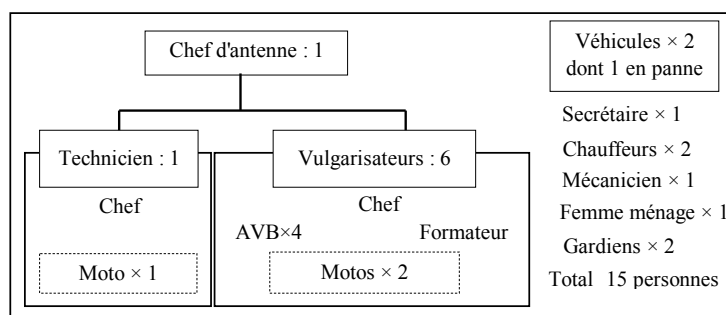 Chef d'antenne : 1
Véhicules × 2
dont 1 en panne
Secrétaire × 1
Chauffeurs × 2
Mécanicien × 1
Femme ménage × 1
Gardiens × 2
Total 15 personnes
Technicien : 1
Chef
Moto × 1
Vulgarisateurs : 6
Chef
AVB×4 Formateur
Motos × 2